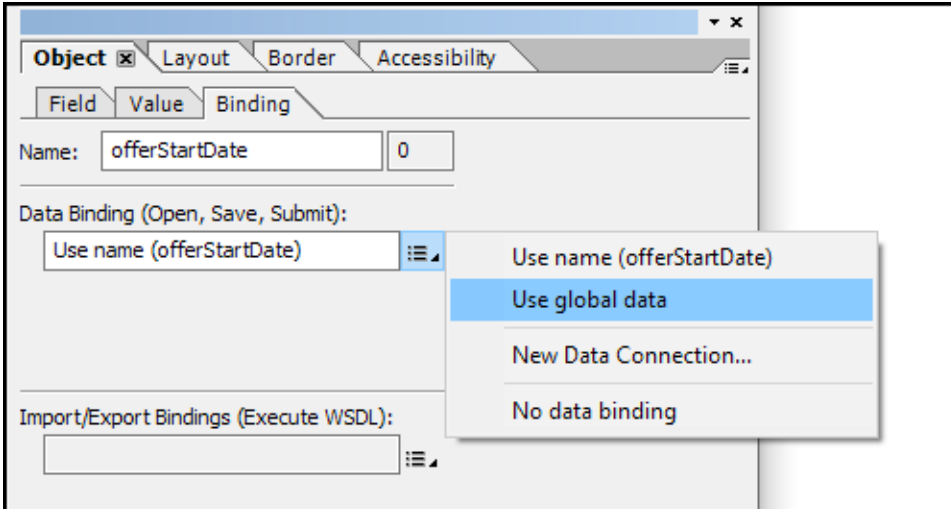 Object Layout Border Accessibility
Field Value Binding
Name: offerStartDate 0
Data Binding (Open, Save, Submit):
Use name (offerStartDate)
Use name (offerStartDate)
Use global data
New Data Connection...
No data binding
Import/Export Bindings (Execute WSDL):